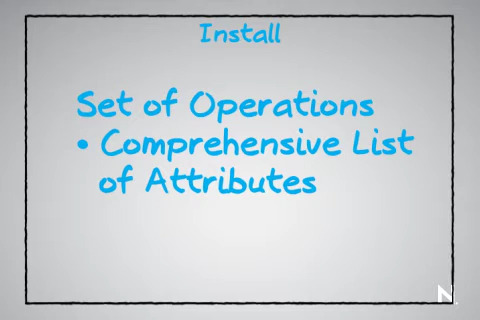 Install
Set of Operations
• Comprehensive List
of Attributes
N